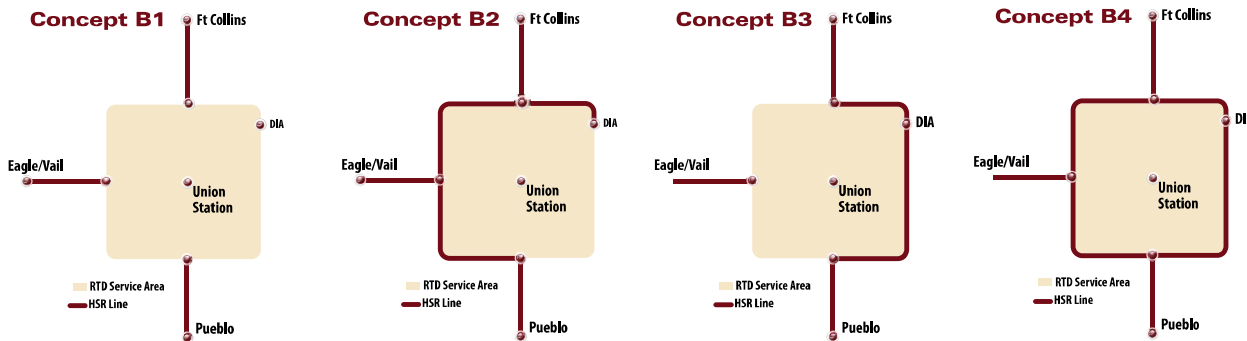 Concept B1
Ft Collins
DIA
Eagle/Vail
Union
Station
RTD Service Area
HSR Line
Pueblo
Concept B2
Ft Collins
DIA
Eagle/Vail
Union
Station
RTD Service Area
HSR Line
Pueblo
Concept B3
Ft Collins
DIA
Eagle/Vail
Union
Station
RTD Service Area
HSR Line
Pueblo
Concept B4
Ft Collins
DI
Eagle/Vail
Union
Station
RTD Service Area
HSR Line
Pueblo